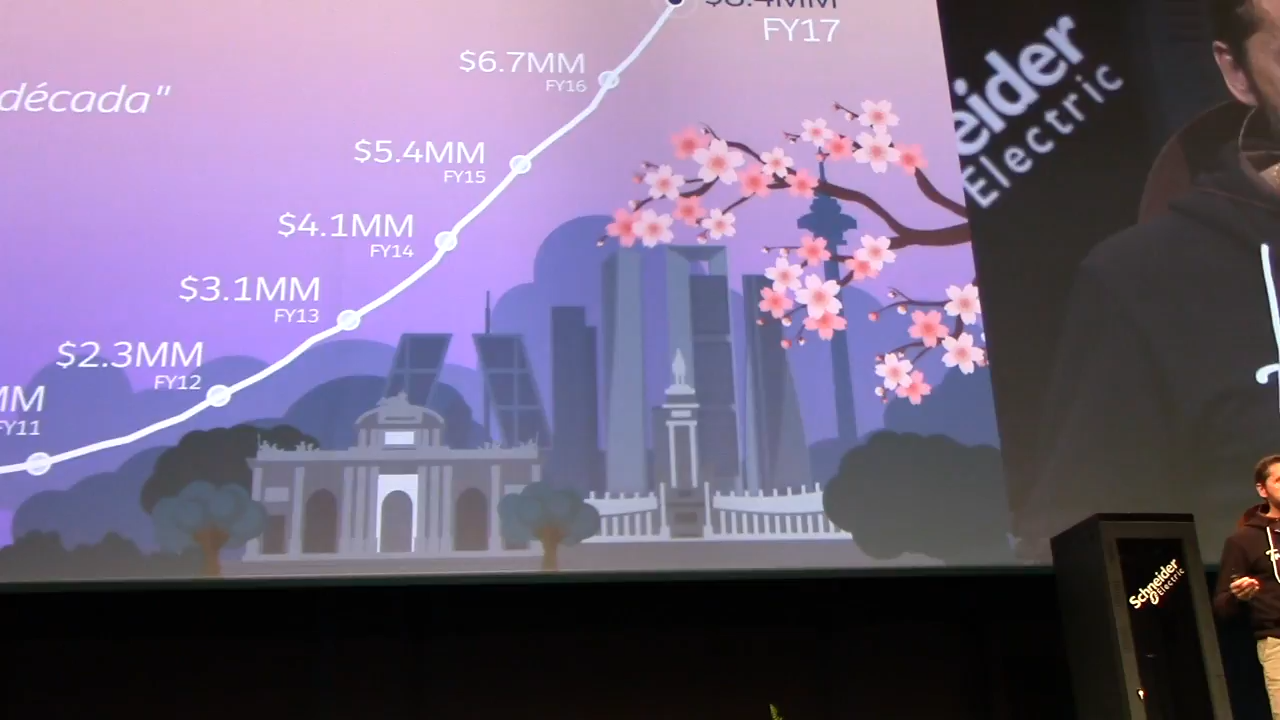 FY17
$6.7MM
FY16
década"
$5.4MM
FY15
$4.1MM
FY14
$3.1MM
FY13
$2.3MM
FY12
FY11
eider
Electric
Schneider
Electric